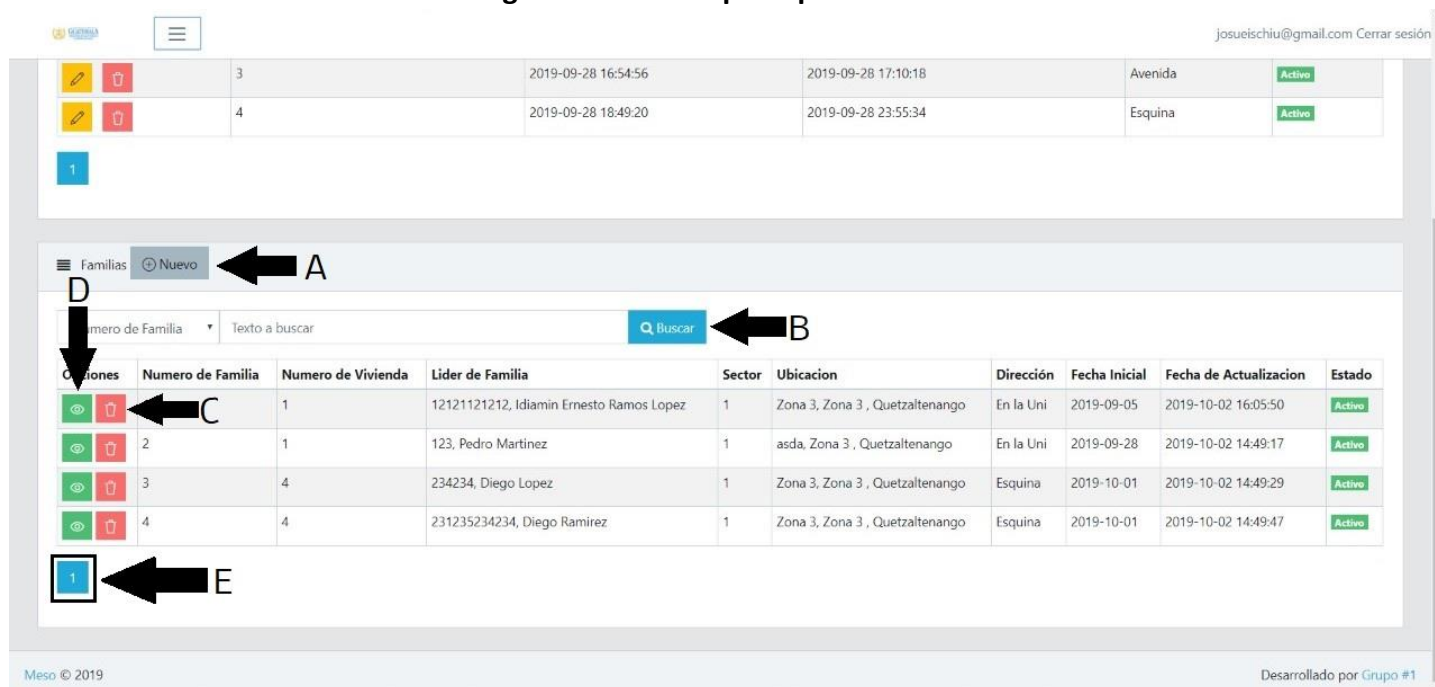 GUATEMALA
josueischiu@gmail.com Cerrar sesión
3 2019-09-28 16:54:56 2019-09-28 17:10:18 Avenida Activo
4 2019-09-28 18:49:20 2019-09-28 23:55:34 Esquina Activo
1
Familias Nuevo A
D
de Familia Texto a buscar Buscar B
Numero de Familia Numero de Vivienda Lider de Familia Sector Ubicacion Dirección Fecha Inicial Fecha de Actualizacion Estado
C 1 12121121212, Idiamin Ernesto Ramos Lopez 1 Zona 3, Zona 3 , Quetzaltenango En la Uni 2019-09-05 2019-10-02 16:05:50 Activo
2 1 123, Pedro Martinez 1 asda, Zona 3 , Quetzaltenango En la Uni 2019-09-28 2019-10-02 14:49:17 Activo
3 4 234234, Diego Lopez 1 Zona 3, Zona 3 , Quetzaltenango Esquina 2019-10-01 2019-10-02 14:49:29 Activo
4 4 231235234234, Diego Ramirez 1 Zona 3, Zona 3 , Quetzaltenango Esquina 2019-10-01 2019-10-02 14:49:47 Activo
1 E
Meso © 2019 Desarrollado por Grupo #1